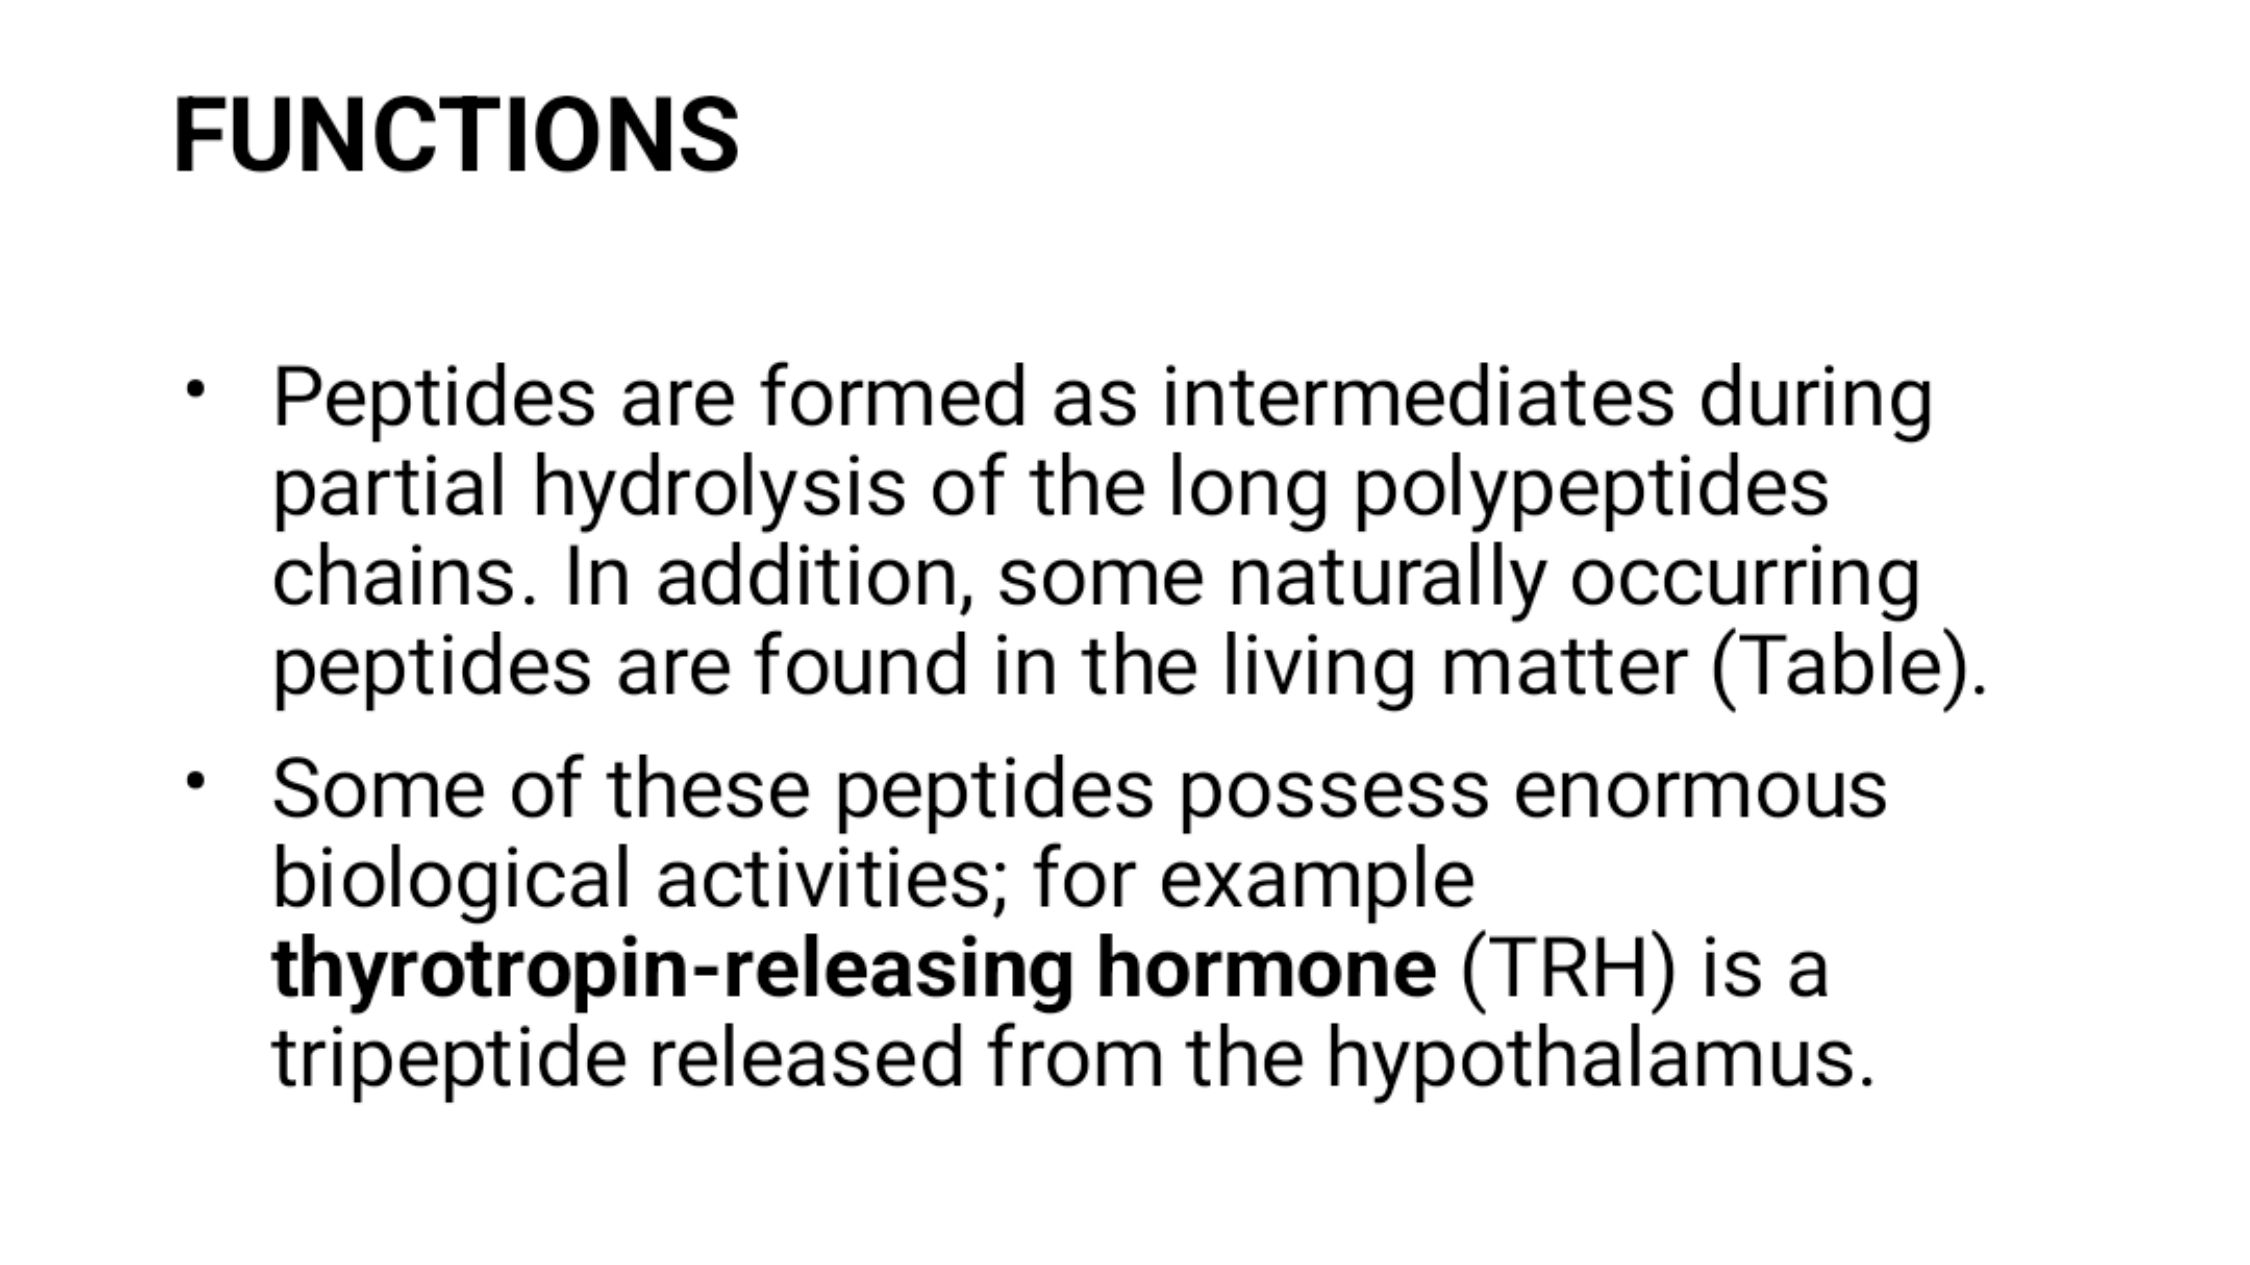 FUNCTIONS
• Peptides are formed as intermediates during
partial hydrolysis of the long polypeptides
chains. In addition, some naturally occurring
peptides are found in the living matter (Table).
• Some of these peptides possess enormous
biological activities; for example
thyrotropin-releasing hormone (TRH) is a
tripeptide released from the hypothalamus.